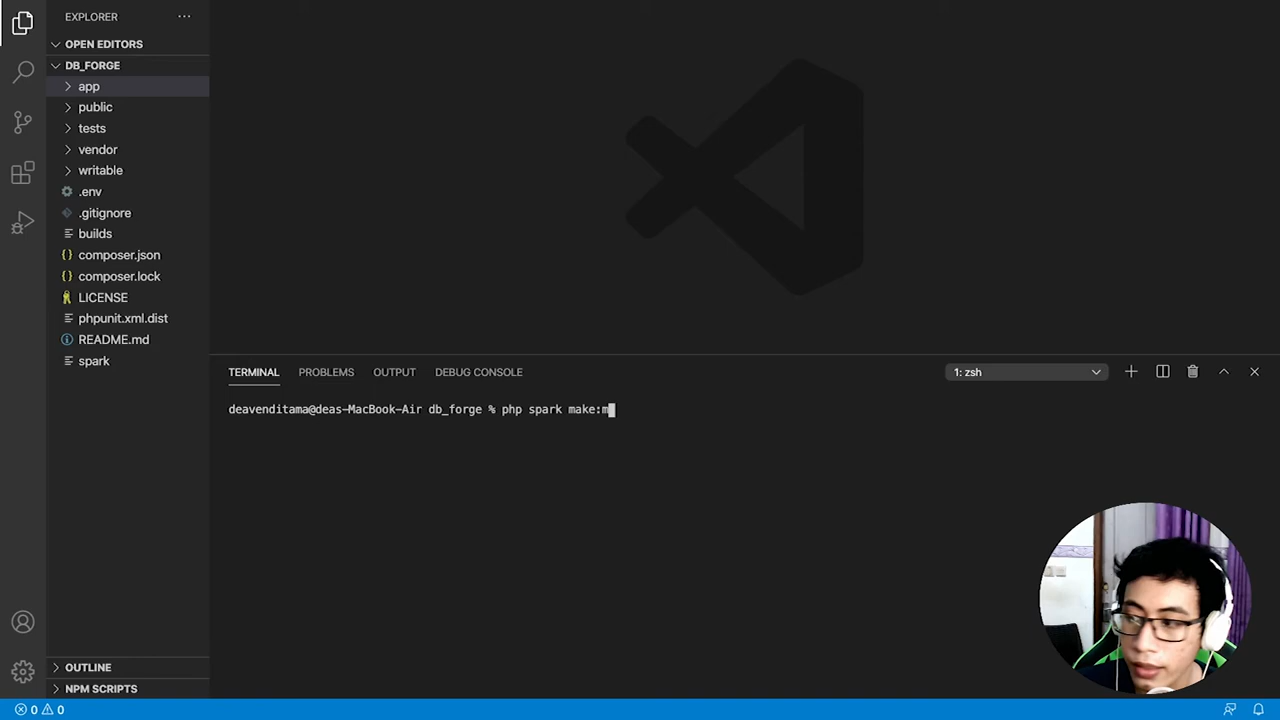 EXPLORER
OPEN EDITORS
DB_FORGE
app
public
tests
vendor
writable
.env
.gitignore
builds
composer.json
composer.lock
LICENSE
phpunit.xml.dist
README.md
spark
TERMINAL PROBLEMS OUTPUT DEBUG CONSOLE 1: zsh
deavenditama@deas-MacBook-Air db_forge % php spark make:m
OUTLINE
NPM SCRIPTS
0 0